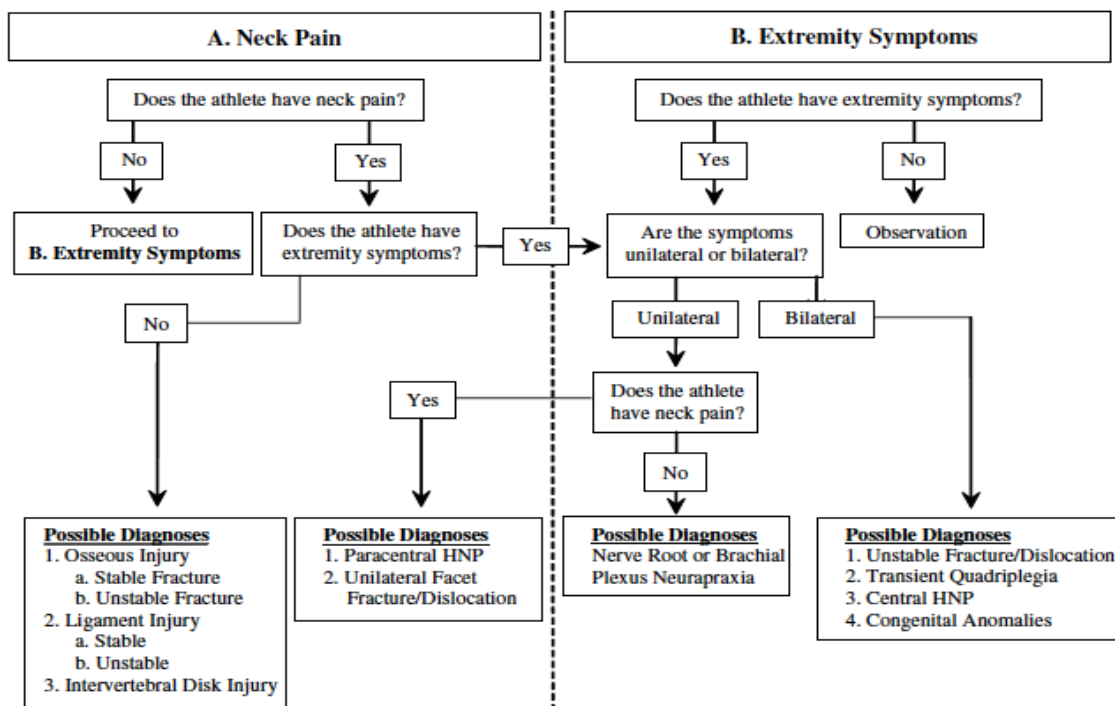 A. Neck Pain
Does the athlete have neck pain?
No
Yes
Proceed to
B. Extremity Symptoms
Does the athlete have
extremity symptoms?
Yes
No
B. Extremity Symptoms
Does the athlete have extremity symptoms?
Yes
No
Are the symptoms
unilateral or bilateral?
Observation
Unilateral
Bilateral
Does the athlete
have neck pain?
Yes
No
Possible Diagnoses
1. Osseous Injury
a. Stable Fracture
b. Unstable Fracture
2. Ligament Injury
a. Stable
b. Unstable
3. Intervertebral Disk Injury
Possible Diagnoses
1. Paracentral HNP
2. Unilateral Facet
Fracture/Dislocation
Possible Diagnoses
Nerve Root or Brachial
Plexus Neurapraxia
Possible Diagnoses
1. Unstable Fracture/Dislocation
2. Transient Quadriplegia
3. Central HNP
4. Congenital Anomalies